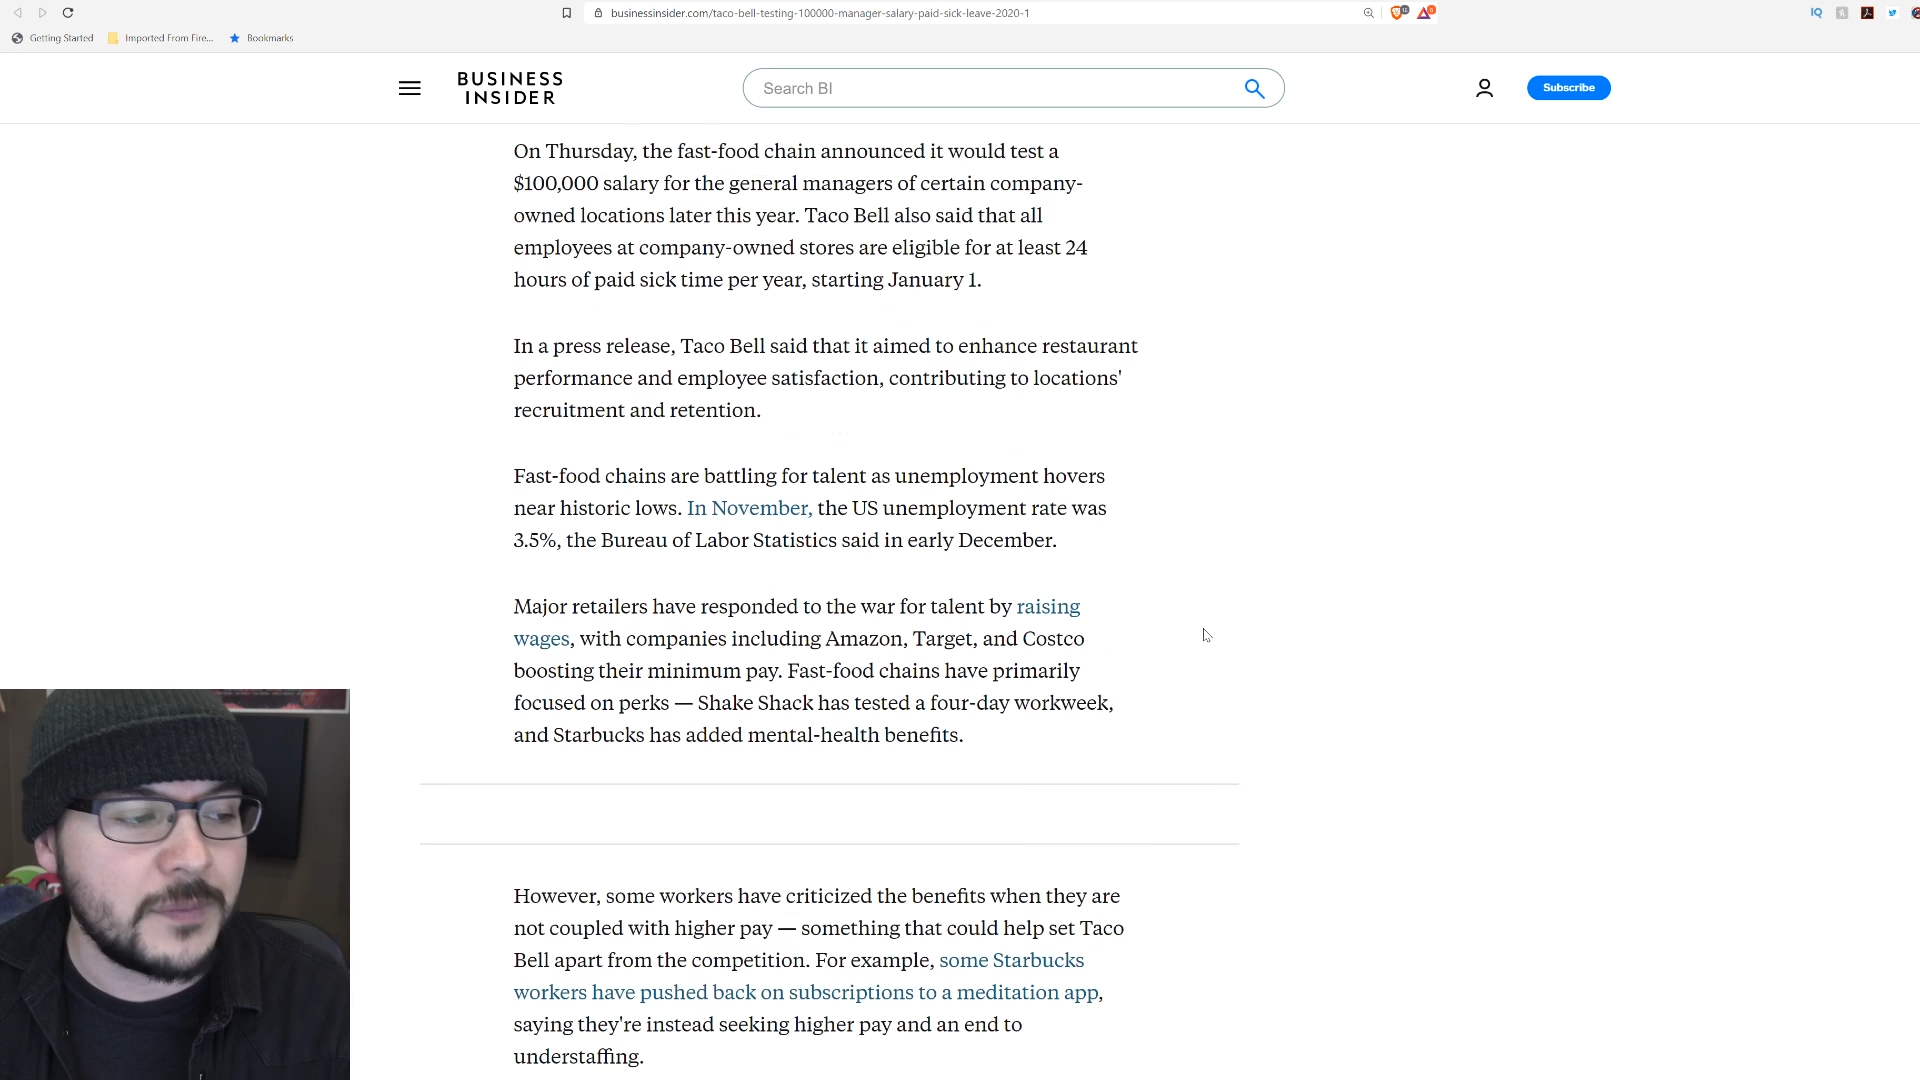 businessinsider.com/taco-bell-testing-100000-manager-salary-paid-sick-leave-2020-1
Getting Started
Imported From Fire...
Bookmarks
BUSINESS
INSIDER
Search BI
Subscribe
On Thursday, the fast-food chain announced it would test a
$100,000 salary for the general managers of certain company-
owned locations later this year. Taco Bell also said that all
employees at company-owned stores are eligible for at least 24
hours of paid sick time per year, starting January 1.
In a press release, Taco Bell said that it aimed to enhance restaurant
performance and employee satisfaction, contributing to locations'
recruitment and retention.
Fast-food chains are battling for talent as unemployment hovers
near historic lows. In November, the US unemployment rate was
3.5%, the Bureau of Labor Statistics said in early December.
Major retailers have responded to the war for talent by raising
wages, with companies including Amazon, Target, and Costco
boosting their minimum pay. Fast-food chains have primarily
focused on perks — Shake Shack has tested a four-day workweek,
and Starbucks has added mental-health benefits.
However, some workers have criticized the benefits when they are
not coupled with higher pay — something that could help set Taco
Bell apart from the competition. For example, some Starbucks
workers have pushed back on subscriptions to a meditation app,
saying they're instead seeking higher pay and an end to
understaffing.